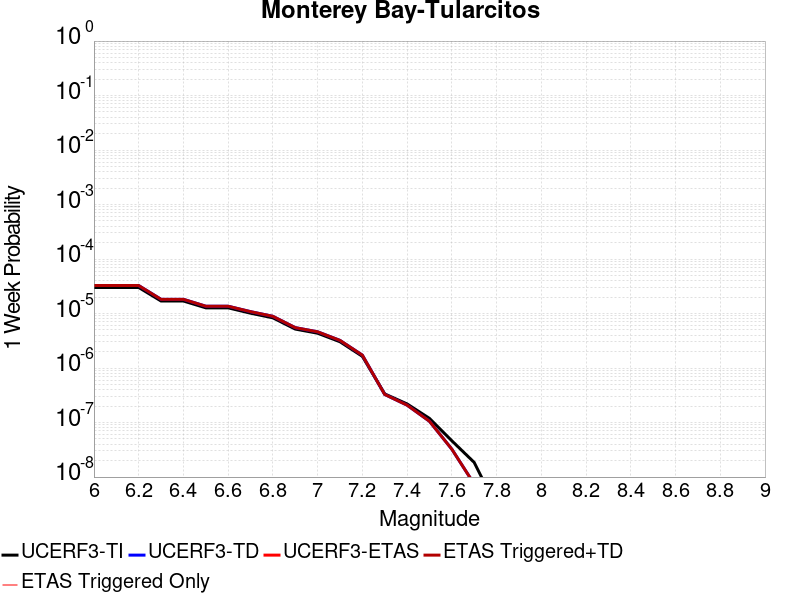 Monterey Bay-Tularcitos
10^0
10^-1
10^-2
10^-3
10^-4
10^-5
10^-6
10^-7
10^-8
1 Week Probability
6 6.2 6.4 6.6 6.8 7 7.2 7.4 7.6 7.8 8 8.2 8.4 8.6 8.8 9
Magnitude
UCERF3-TI UCERF3-TD UCERF3-ETAS ETAS Triggered+TD
ETAS Triggered Only